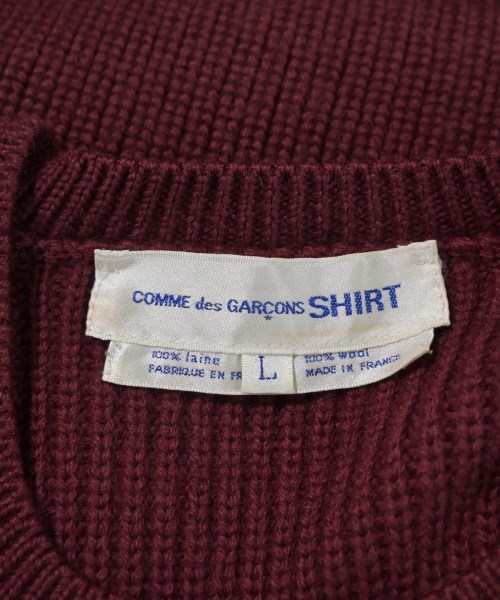 COMME des GARÇONS SHIRT
100% laine 100% wool
FABRIQUE EN FR MADE IN FRANCE
L